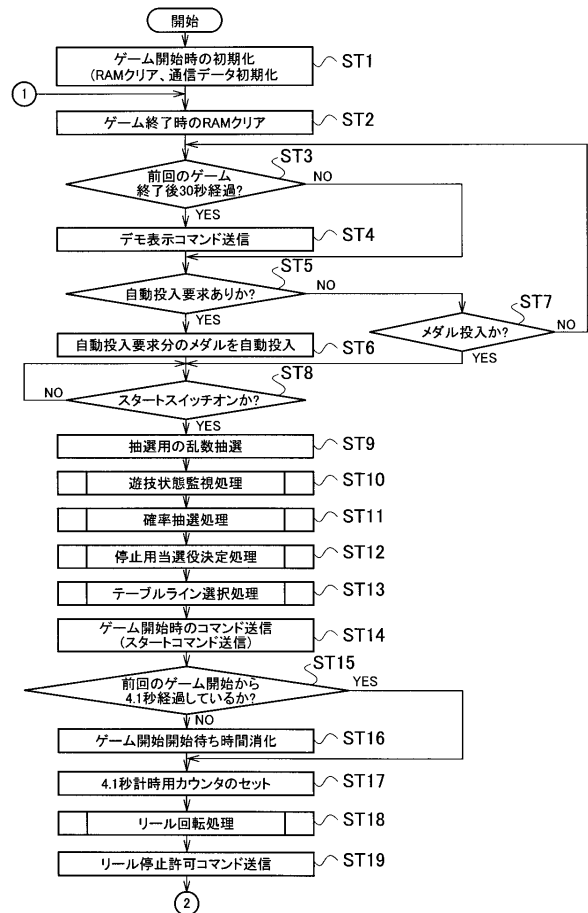 開始
ゲーム開始時の初期化
(RAMクリア、通信データ初期化
ST1
1
ゲーム終了時のRAMクリア
ST2
ST3
前回のゲーム
終了後30秒経過?
NO
YES
デモ表示コマンド送信
ST4
ST5
自動投入要求ありか?
NO
YES
ST7
メダル投入か?
NO
YES
自動投入要求分のメダルを自動投入
ST6
ST8
NO
スタートスイッチオンか?
YES
抽選用の乱数抽選
ST9
遊技状態監視処理
ST10
確率抽選処理
ST11
停止用当選役決定処理
ST12
テーブルライン選択処理
ST13
ゲーム開始時のコマンド送信
(スタートコマンド送信)
ST14
ST15
前回のゲーム開始から
4.1秒経過しているか?
YES
NO
ゲーム開始開始待ち時間消化
ST16
4.1秒計時用カウンタのセット
ST17
リール回転処理
ST18
リール停止許可コマンド送信
ST19
2